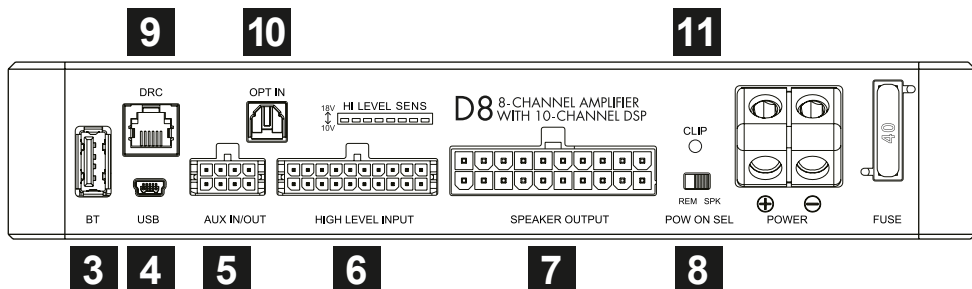 9 10 11
DRC OPT IN
18V HI LEVEL SENS
10V
D8 8-CHANNEL AMPLIFIER
WITH 10-CHANNEL DSP
CLIP
40
REM SPK
BT USB AUX IN/OUT HIGH LEVEL INPUT SPEAKER OUTPUT POW ON SEL POWER FUSE
3 4 5 6 7 8